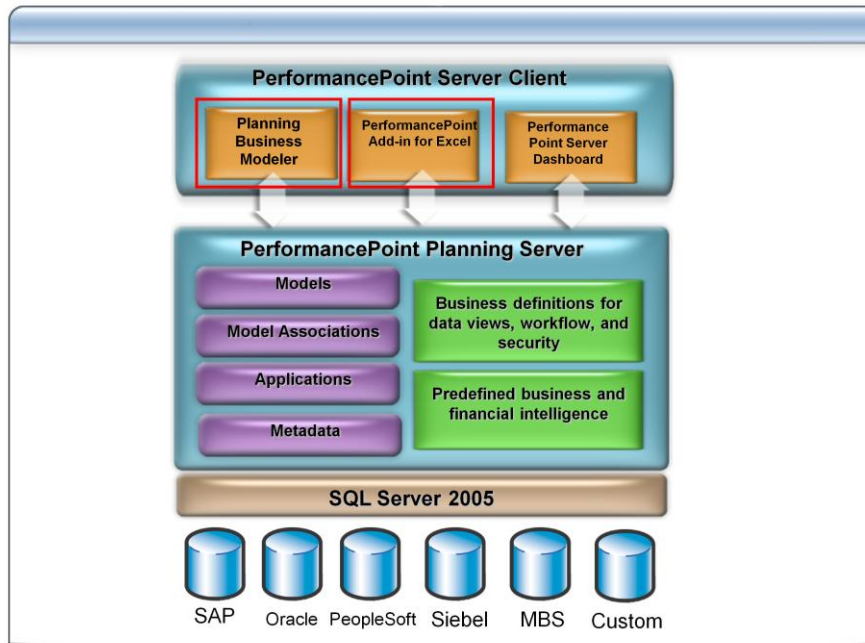 PerformancePoint Server Client
Planning
Business
Modeler
PerformancePoint
Add-in for Excel
Performance
Point Server
Dashboard
PerformancePoint Planning Server
Models
Model Associations
Applications
Metadata
Business definitions for
data views, workflow, and
security
Predefined business and
financial intelligence
SQL Server 2005
SAP
Oracle
PeopleSoft
Siebel
MBS
Custom